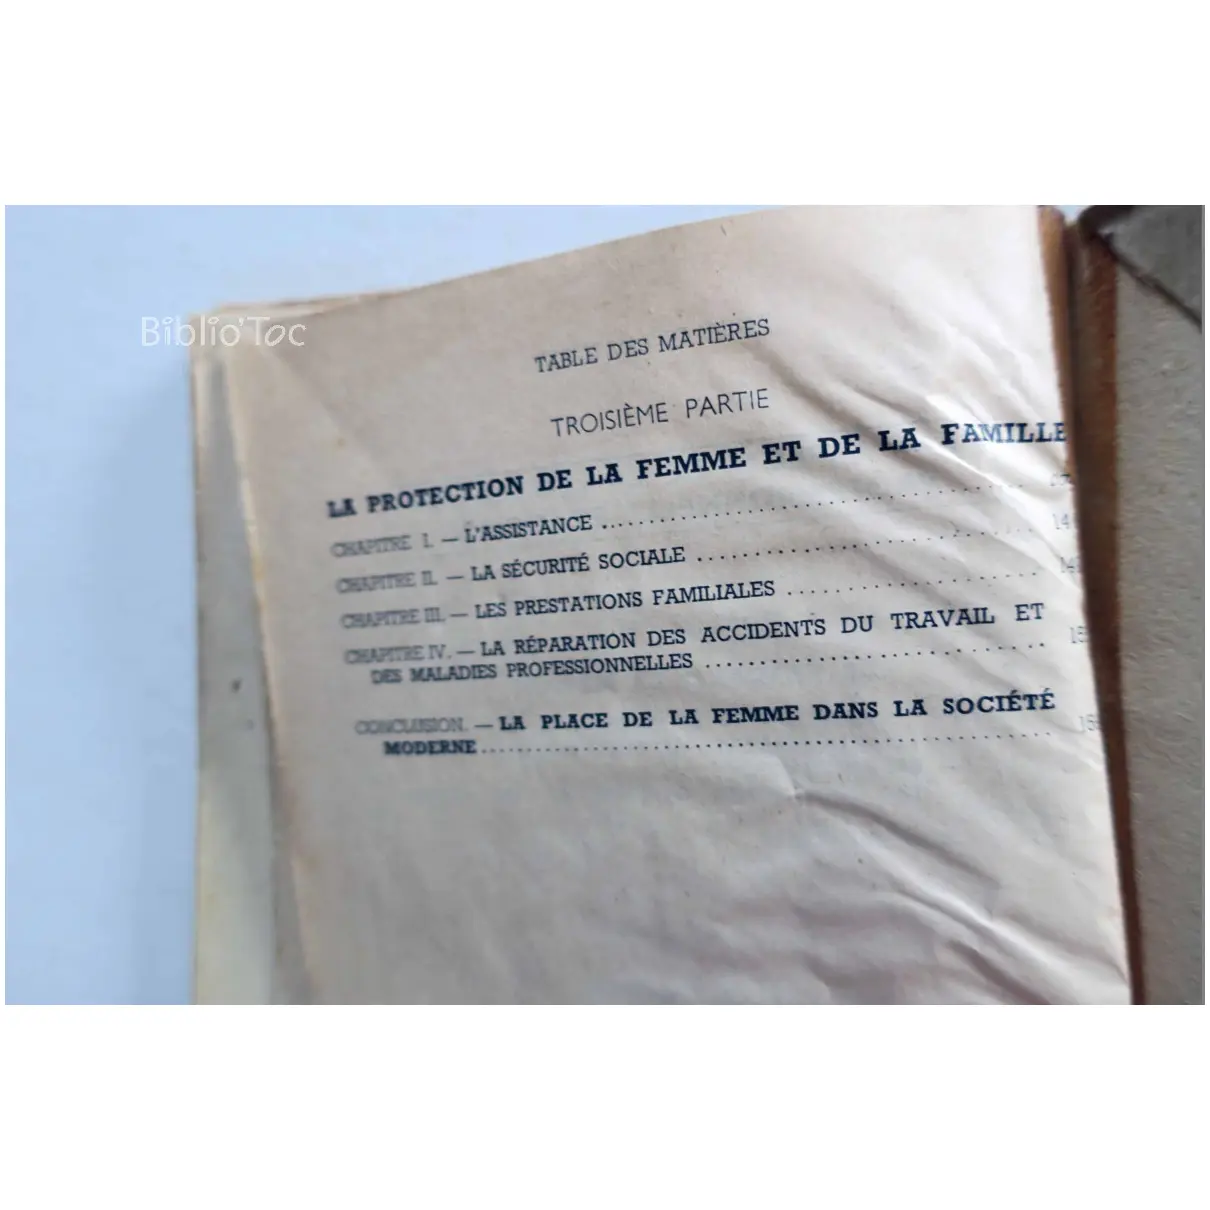 Biblio'Toc
TABLE DES MATIÈRES
TROISIÈME PARTIE
LA PROTECTION DE LA FEMME ET DE LA FAMILLE
CHAPITRE I. — L'ASSISTANCE ........................
CHAPITRE II. — LA SÉCURITÉ SOCIALE ........................
CHAPITRE III. — LES PRESTATIONS FAMILIALES ........................
CHAPITRE IV. — LA RÉPARATION DES ACCIDENTS DU TRAVAIL ET
DES MALADIES PROFESSIONNELLES ........................
CONCLUSION. — LA PLACE DE LA FEMME DANS LA SOCIÉTÉ
MODERNE ........................